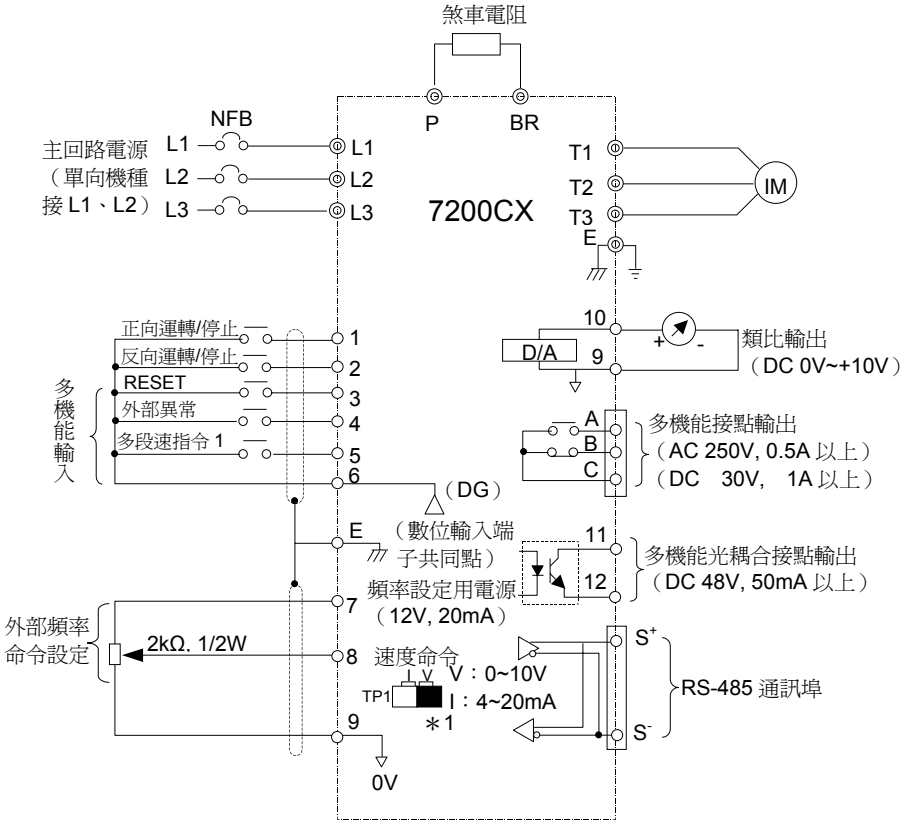 煞車電阻
P
BR
NFB
主回路電源
（單向機種
接 L1、L2）
L1
L2
L3
L1
L2
L3
7200CX
T1
T2
T3
E
IM
正向運轉/停止
反向運轉/停止
RESET
外部異常
多段速指令 1
多機能輸入
1
2
3
4
5
6
（DG）
（數位輸入端
子共同點）
E
頻率設定用電源
（12V, 20mA）
7
外部頻率
命令設定
2kΩ, 1/2W
8
速度命令
I V
V：0~10V
TP1
I：4~20mA
＊1
9
0V
10
D/A
9
+ -
類比輸出
（DC 0V~+10V）
A
B
C
多機能接點輸出
（AC 250V, 0.5A 以上）
（DC 30V, 1A 以上）
11
12
多機能光耦合接點輸出
（DC 48V, 50mA 以上）
S+
S-
RS-485 通訊埠